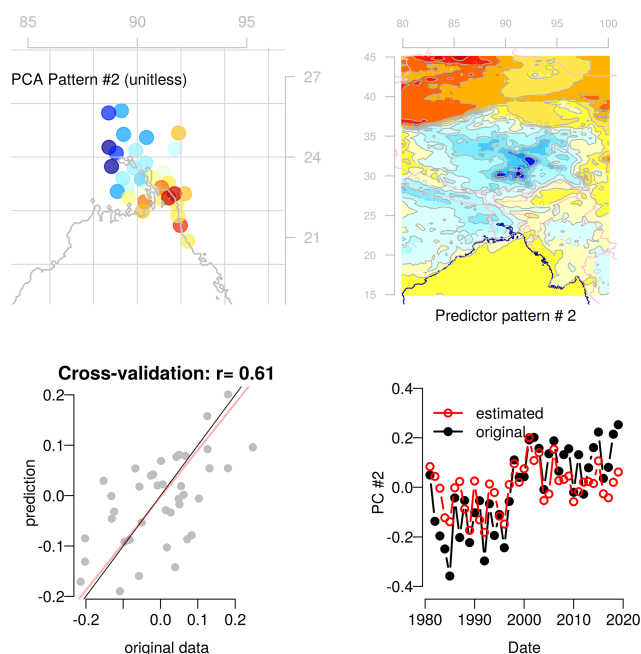 85 90 95
PCA Pattern #2 (unitless)
27
24
21
80 85 90 95 100
45
40
35
30
25
20
15
Predictor pattern # 2
Cross-validation: r= 0.61
prediction
0.2
0.1
0.0
-0.1
-0.2
-0.2 0.0 0.1 0.2
original data
PC #2
0.4
0.2
0.0
-0.2
-0.4
estimated
original
1980 1990 2000 2010 2020
Date